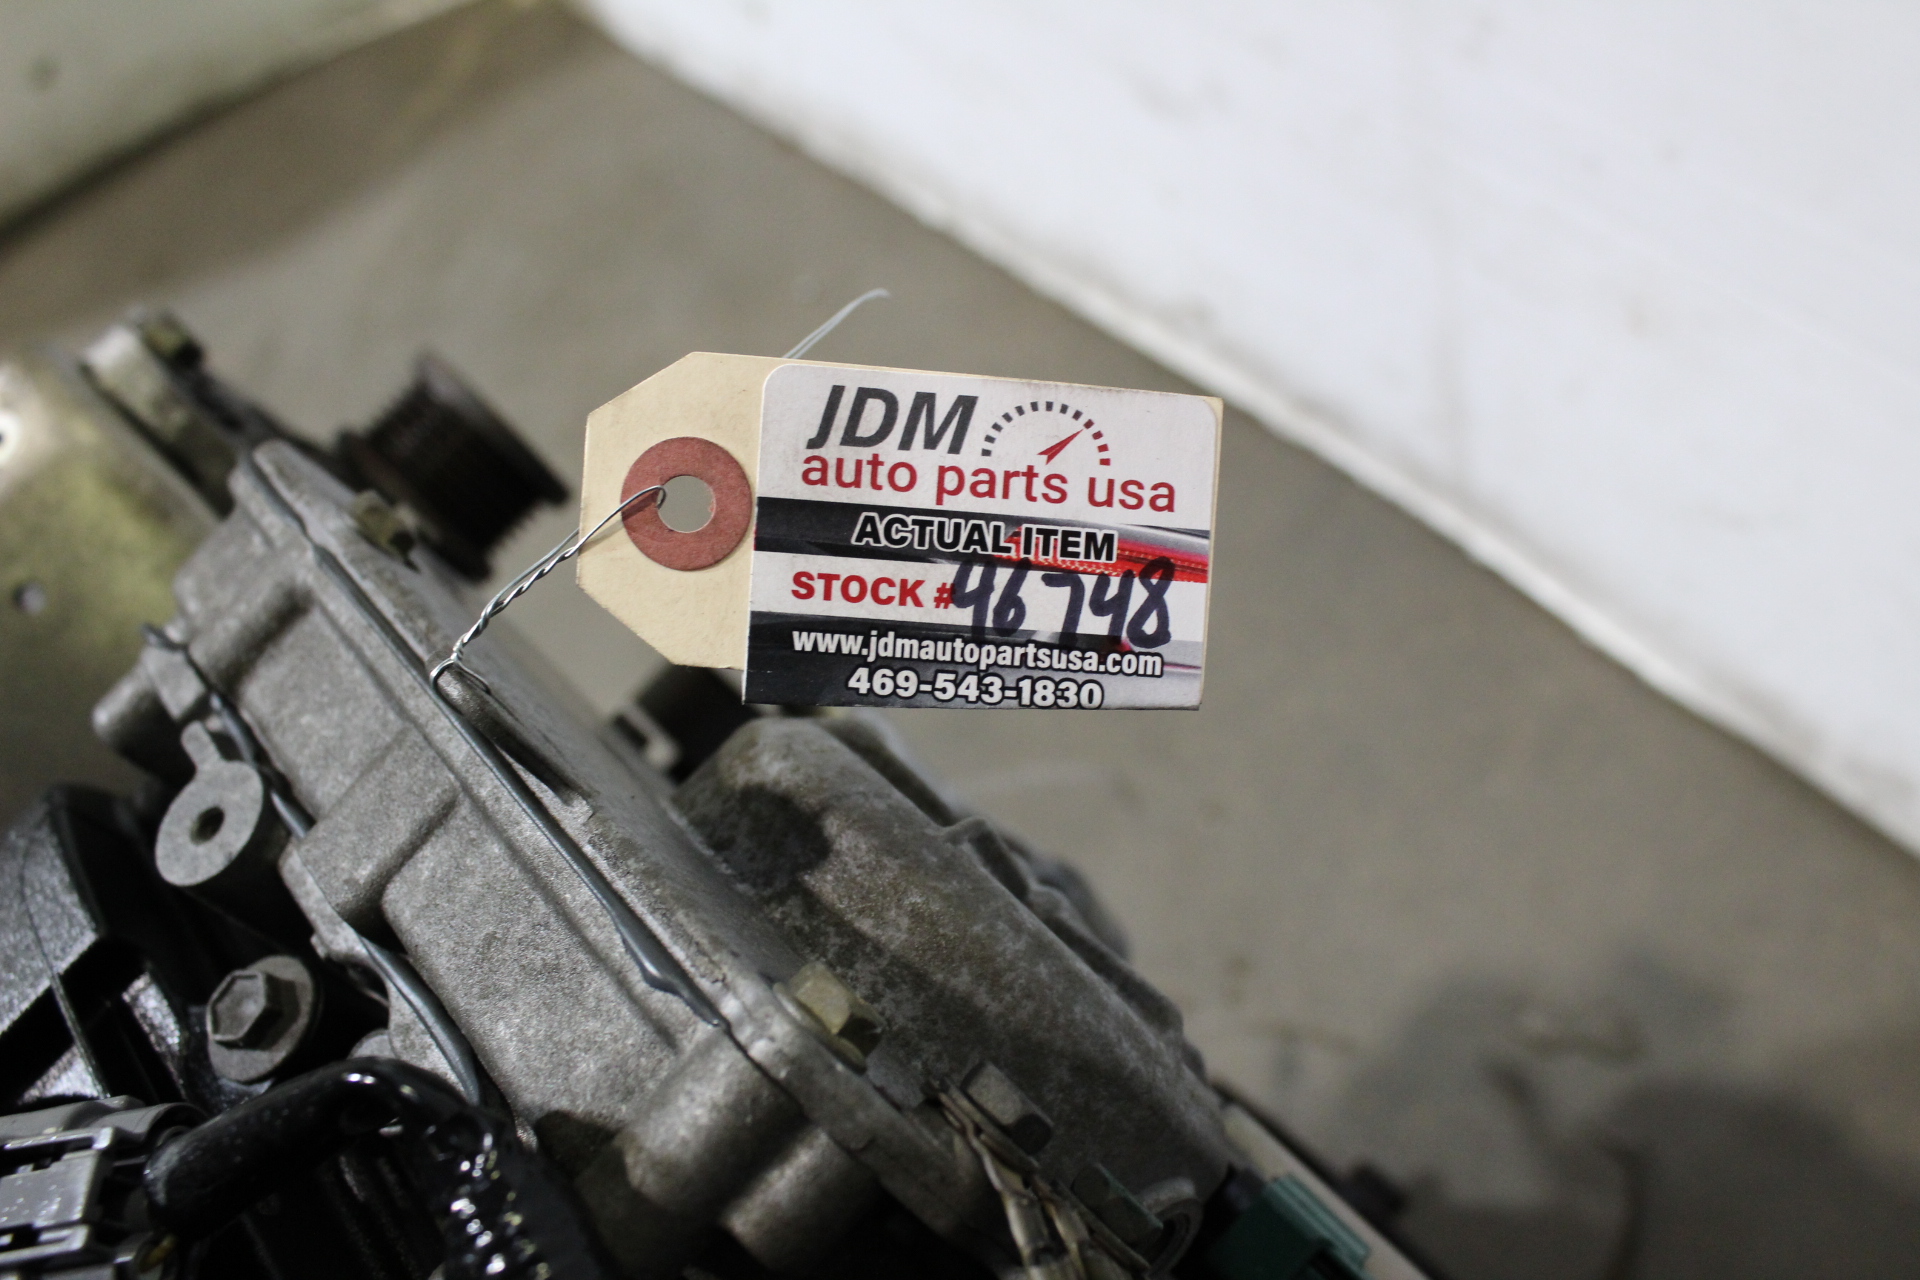 JDM
auto parts usa
ACTUAL ITEM
STOCK # 46748
www.jdmautopartsusa.com
469-543-1830